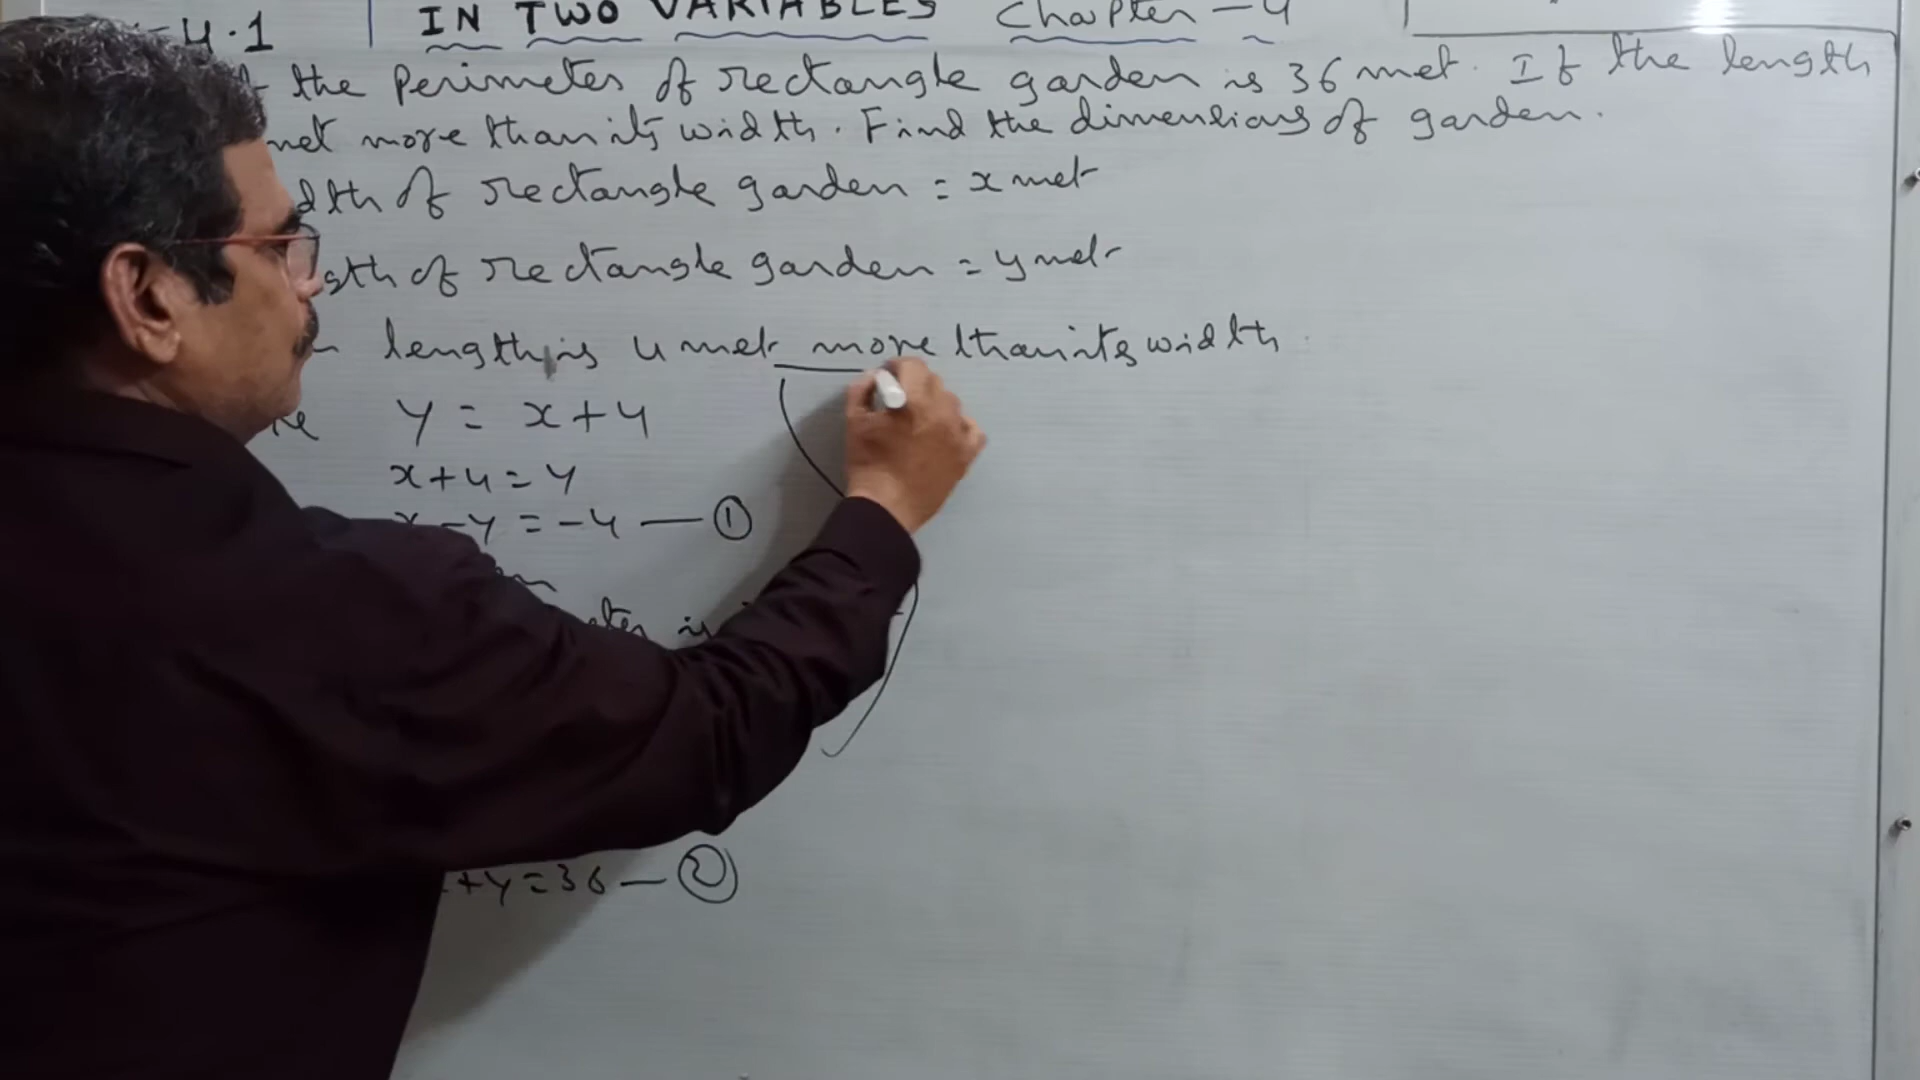 4.1 IN TWO VARIABLES Chapter - 4
the Perimeter of rectangle garden is 36 met. If the length
met more than its width. Find the dimensions of garden.
of rectangle garden = x met
of rectangle garden = y met
length is 4 met more than its width
y = x + 4
x + 4 = y
x - y = -4 — ①
is
+ y = 36 — ②